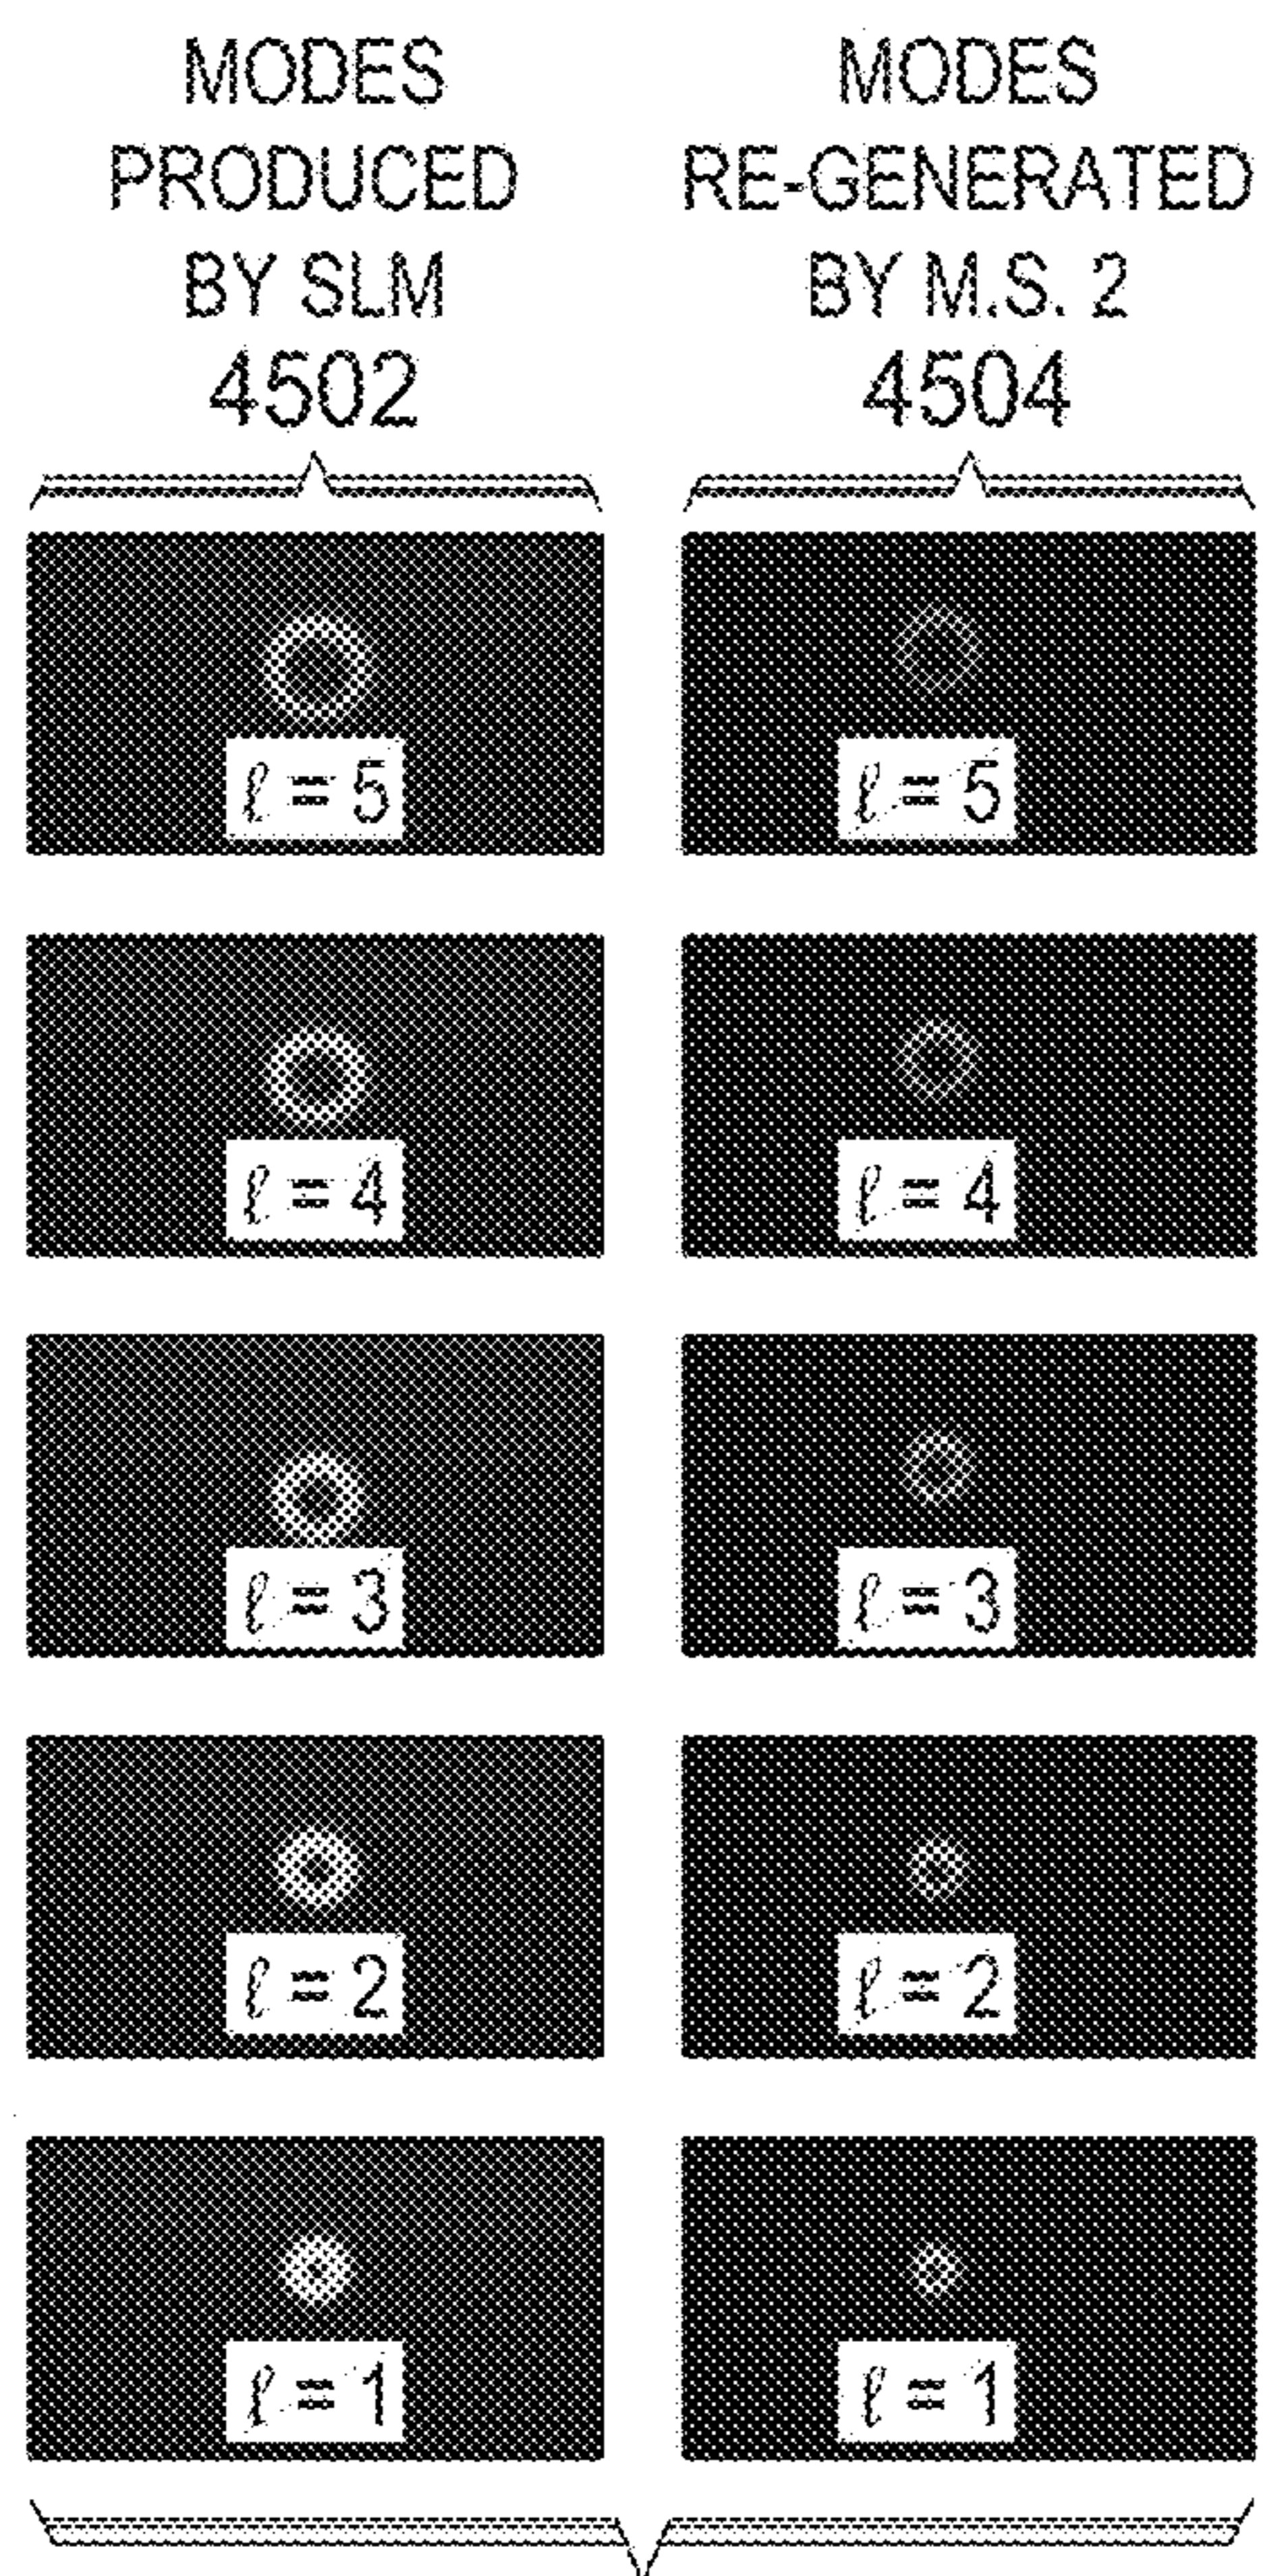 MODES
PRODUCED
BY SLM
4502
MODES
RE-GENERATED
BY M.S. 2
4504
ℓ = 5
ℓ = 5
ℓ = 4
ℓ = 4
ℓ = 3
ℓ = 3
ℓ = 2
ℓ = 2
ℓ = 1
ℓ = 1